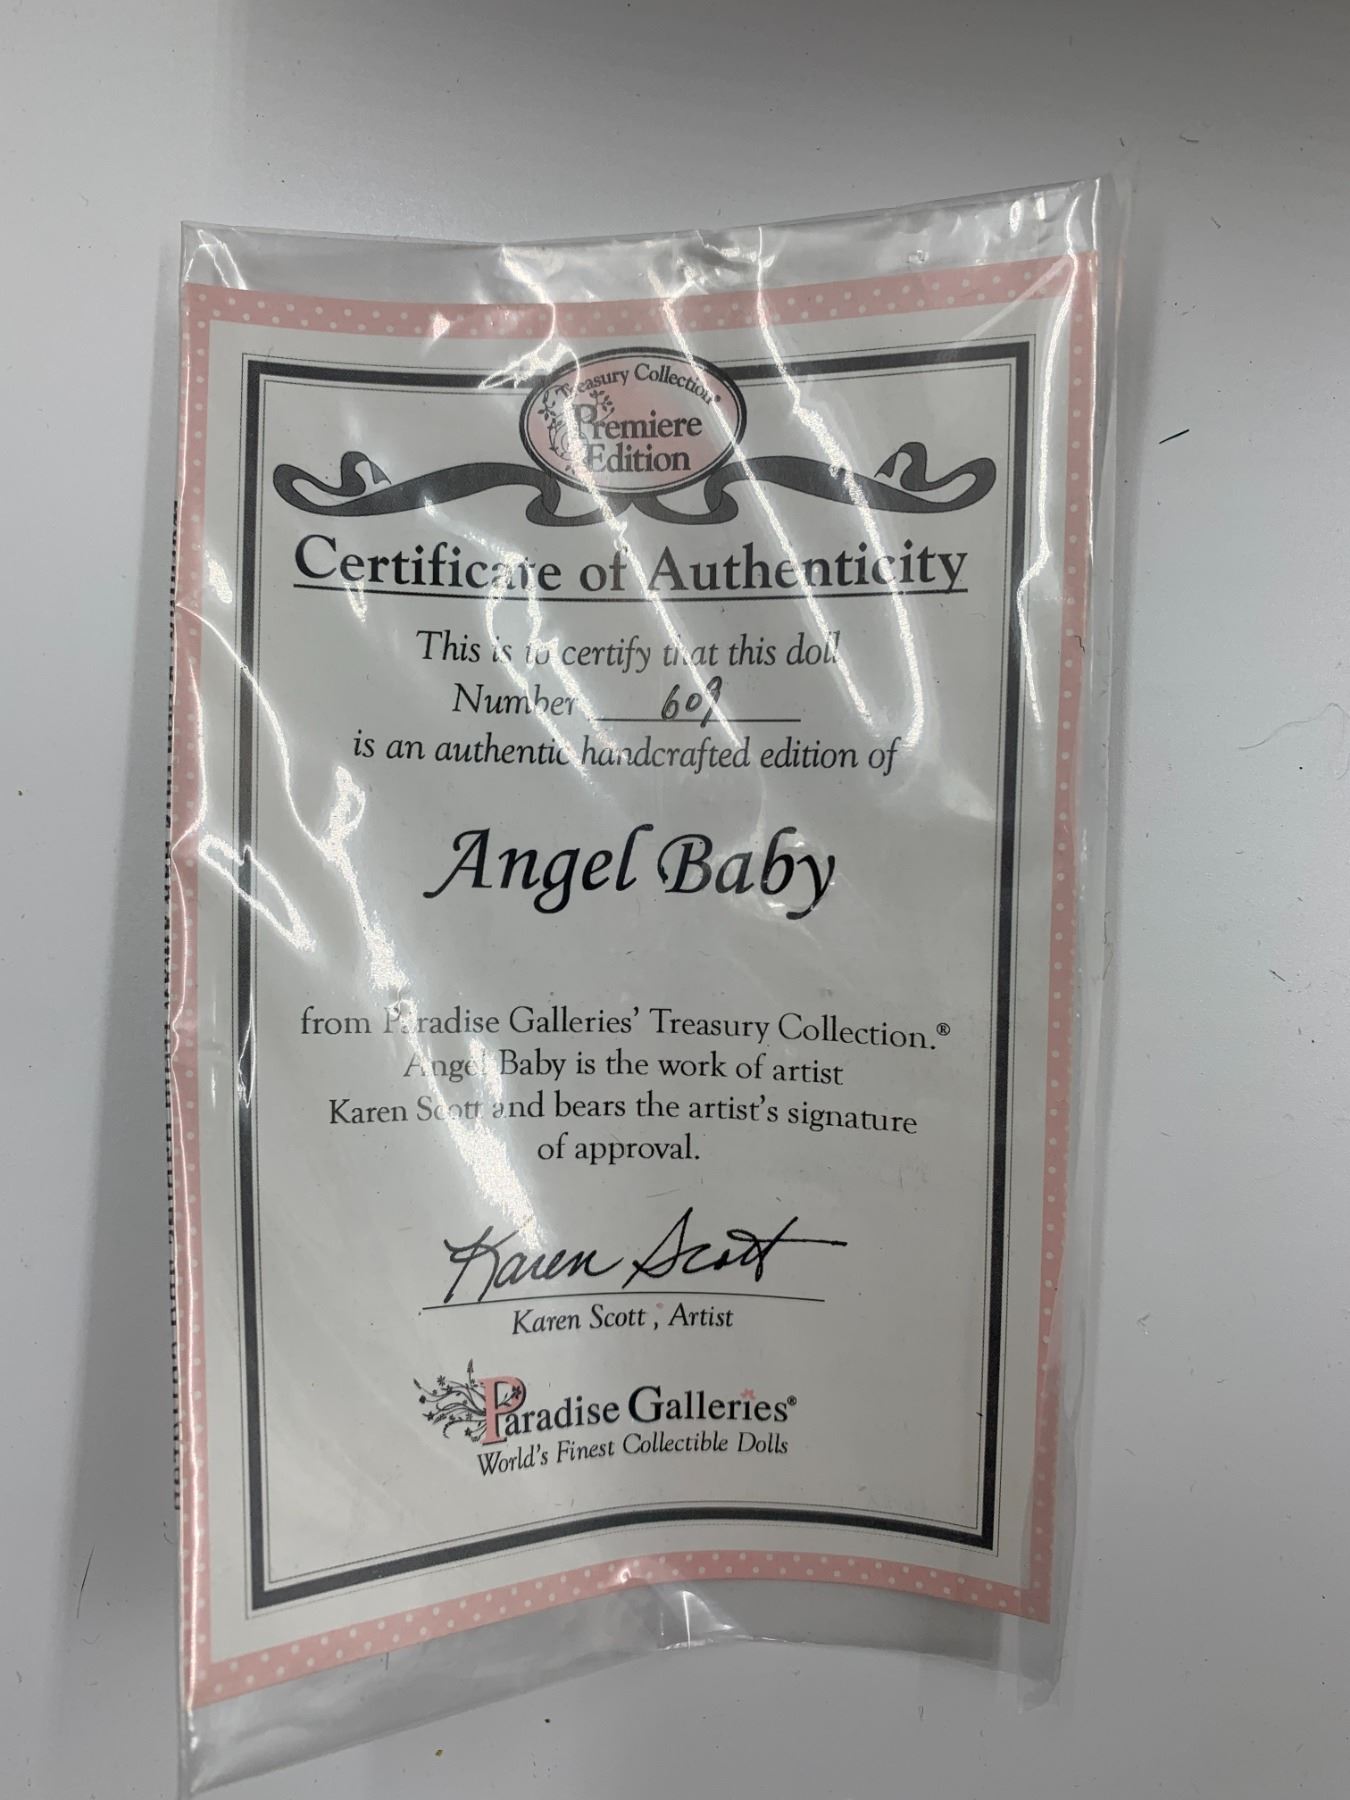 Treasury Collection®
Premiere
Edition
Certificate of Authenticity
This is to certify that this doll
Number 609
is an authentic handcrafted edition of
Angel Baby
from Paradise Galleries' Treasury Collection.®
Angel Baby is the work of artist
Karen Scott and bears the artist's signature
of approval.
Karen Scott
Karen Scott, Artist
Paradise Galleries®
World's Finest Collectible Dolls